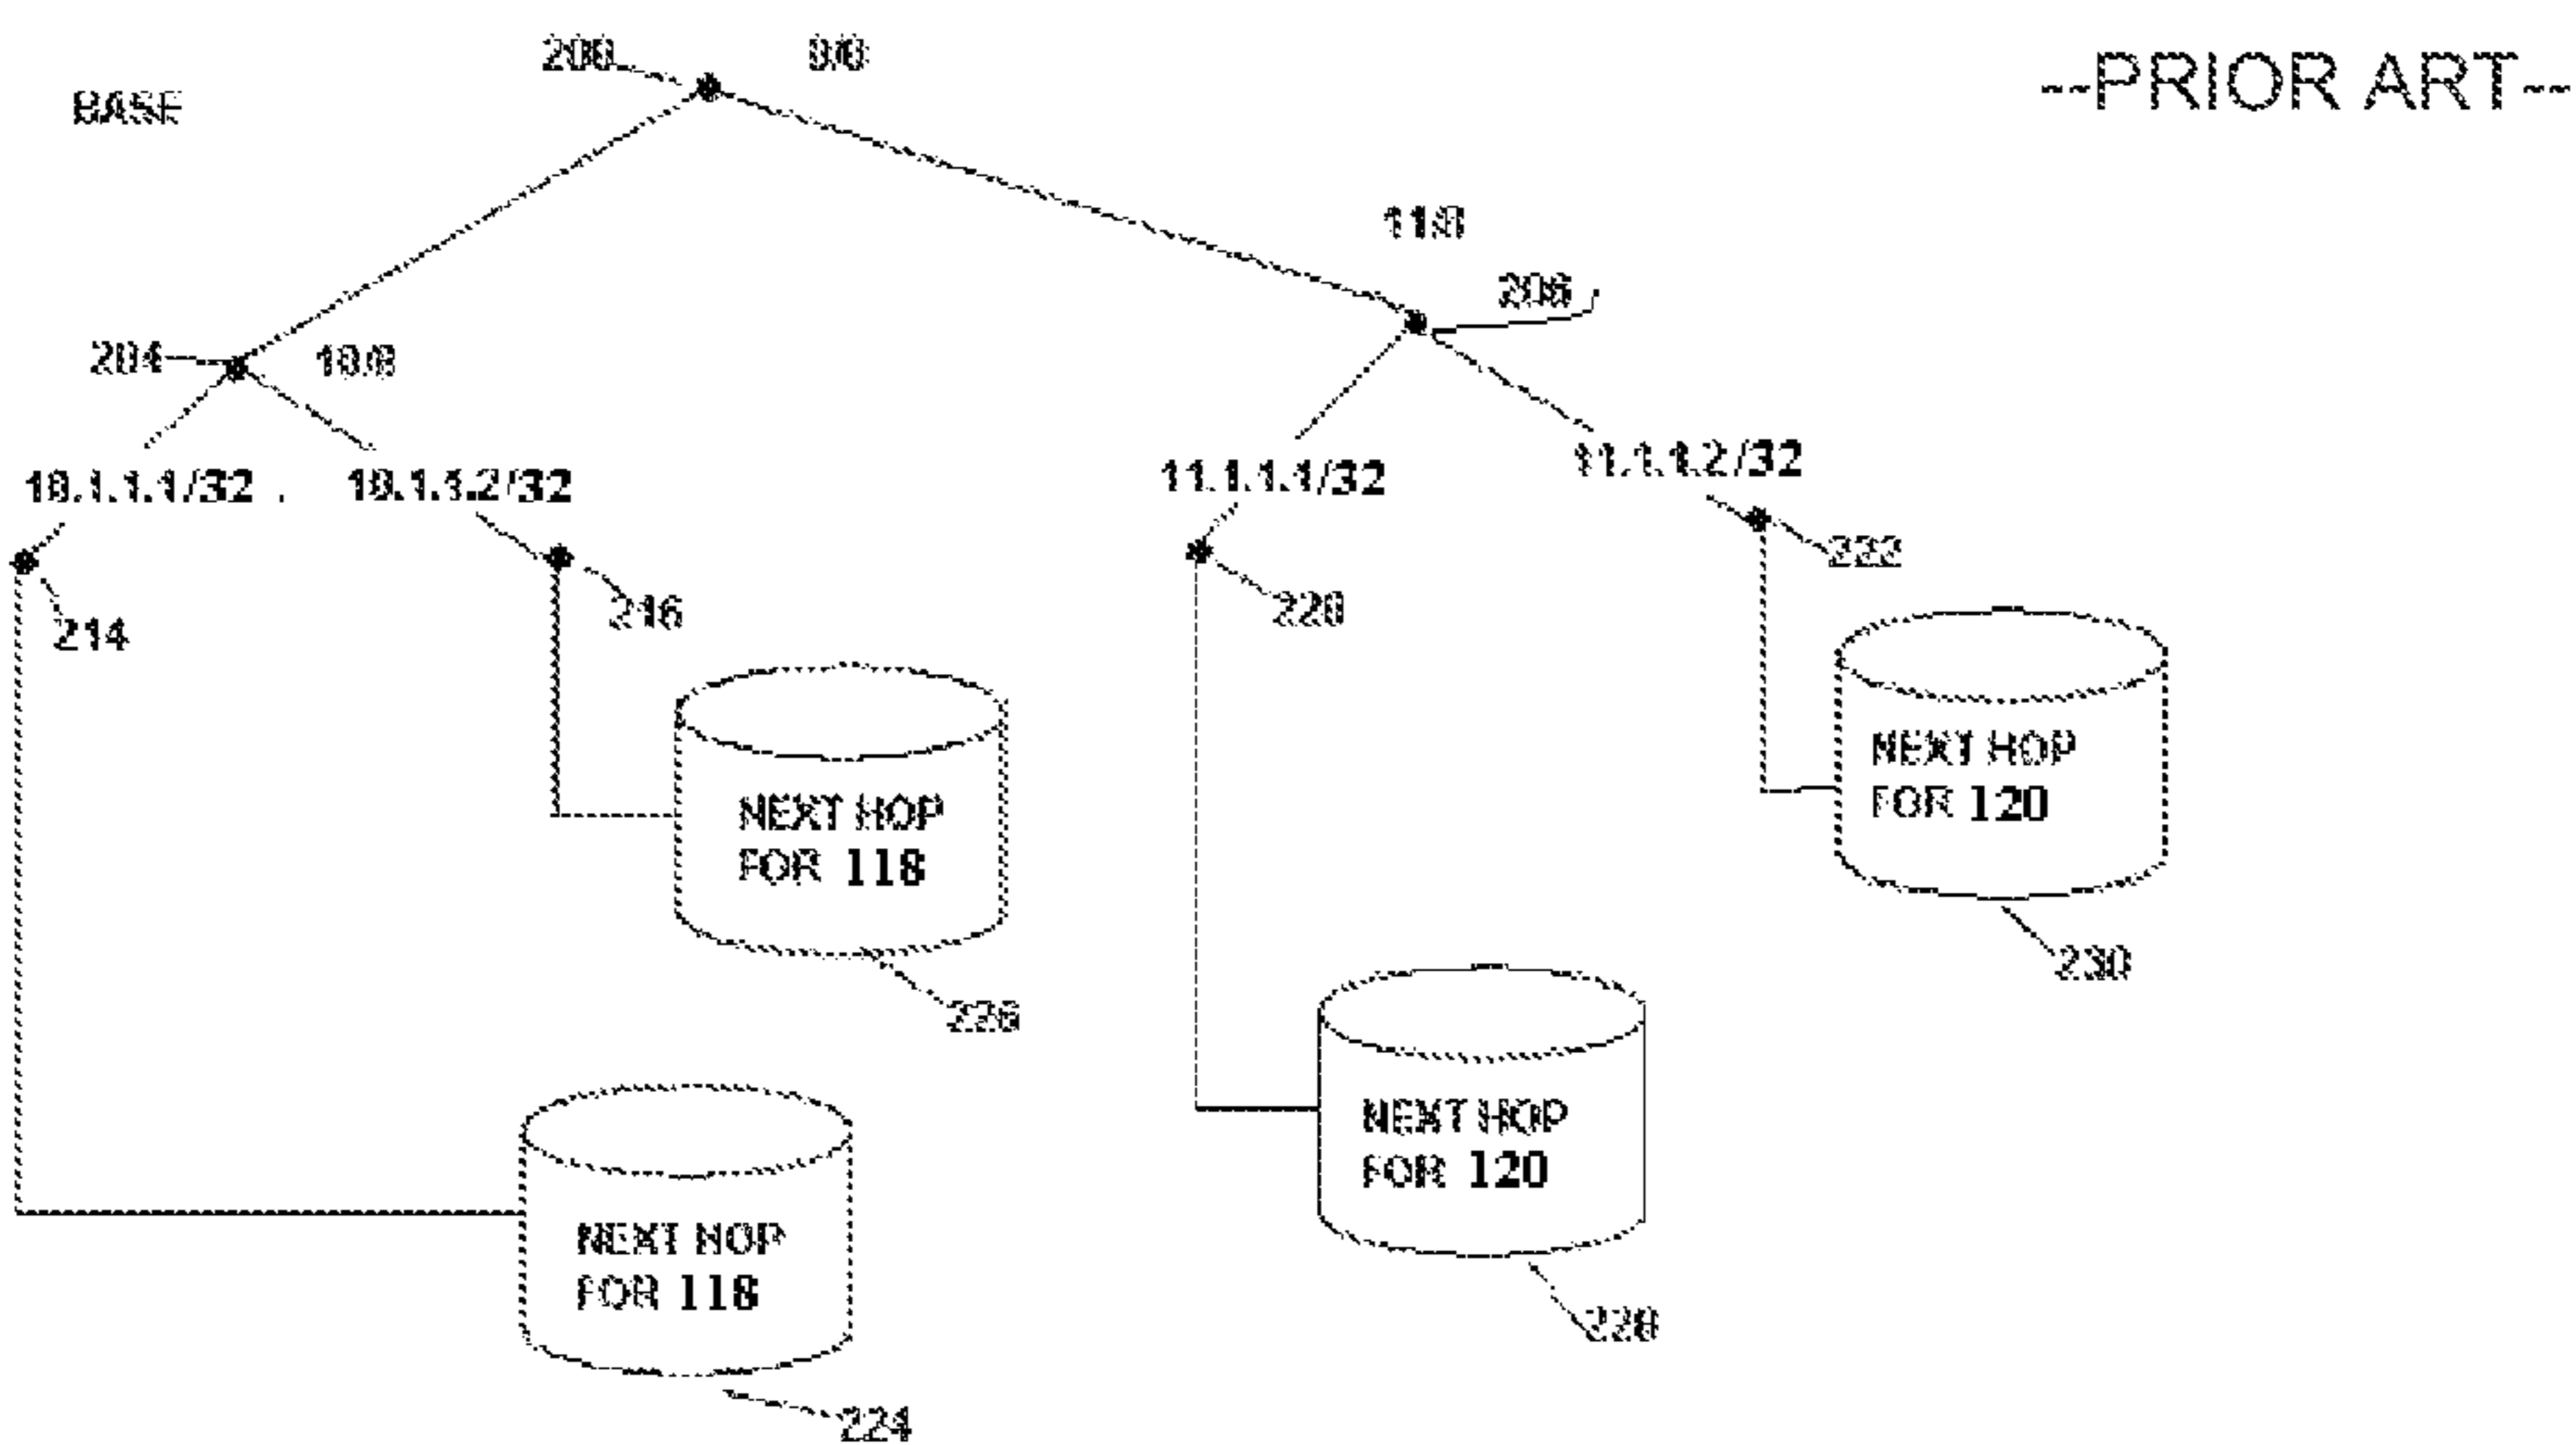 200
0/0
--PRIOR ART--
BASE
11/8
206
204
10/8
10.1.1.1/32
10.1.1.2/32
11.1.1.1/32
11.1.1.2/32
214
216
220
222
NEXT HOP
FOR 118
226
NEXT HOP
FOR 120
230
NEXT HOP
FOR 118
224
NEXT HOP
FOR 120
228